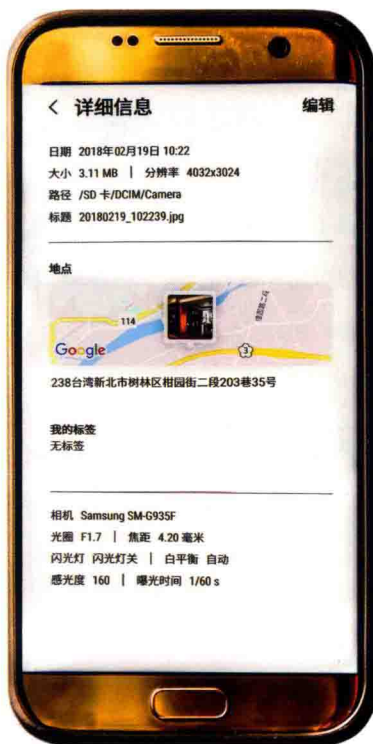 < 详细信息 编辑
日期 2018年02月19日 10:22
大小 3.11 MB | 分辨率 4032x3024
路径 /SD 卡/DCIM/Camera
标题 20180219_102239.jpg
地点
114
佳园路二段
Google
3
238台湾新北市树林区柑园街二段203巷35号
我的标签
无标签
相机 Samsung SM-G935F
光圈 F1.7 | 焦距 4.20 毫米
闪光灯 闪光灯关 | 白平衡 自动
感光度 160 | 曝光时间 1/60 s